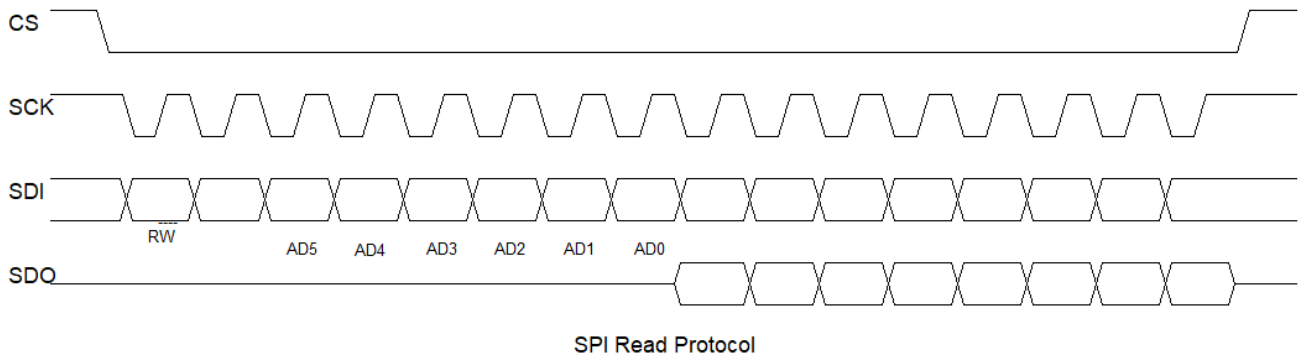 CS
SCK
SDI
RW
AD5 AD4 AD3 AD2 AD1 AD0
SDO
SPI Read Protocol